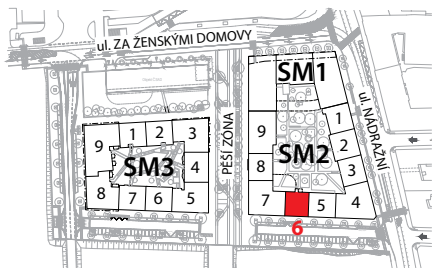 ul. ZA ŽENSKÝMI DOMOVY
SM1
ul. NÁDRAŽNÍ
PĚŠÍ ZÓNA
1 2 3
9
4
SM3
8 7 6 5
9
1
2
SM2
8
3
7
5
4
6